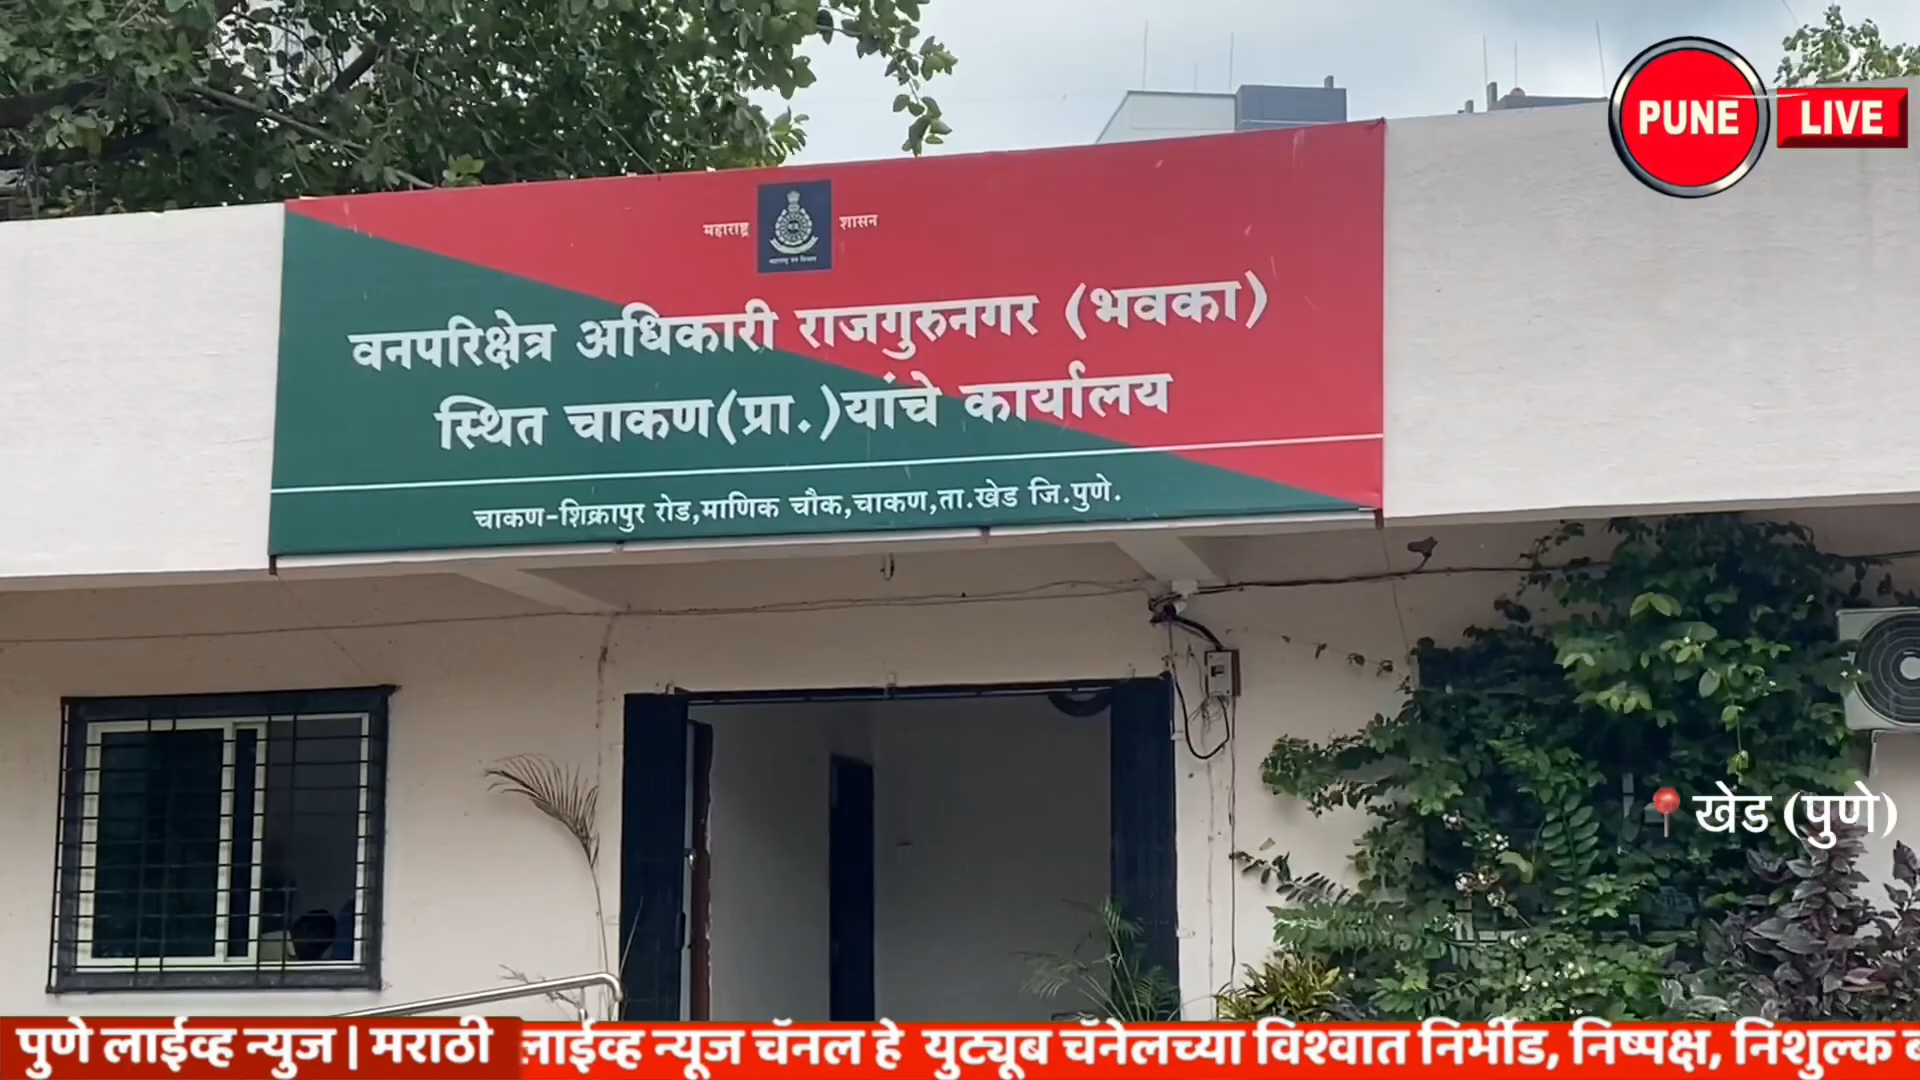 PUNE LIVE
महाराष्ट्र शासन
वनपरिक्षेत्र अधिकारी राजगुरुनगर (भवका)
स्थित चाकण(प्रा.)यांचे कार्यालय
चाकण-शिक्रापुर रोड,माणिक चौक,चाकण,ता.खेड जि.पुणे.
खेड (पुणे)
पुणे लाईव्ह न्युज | मराठी
लाईव्ह न्यूज चॅनल हे युट्यूब चॅनेलच्या विश्वात निर्भीड, निष्पक्ष, निशुल्क